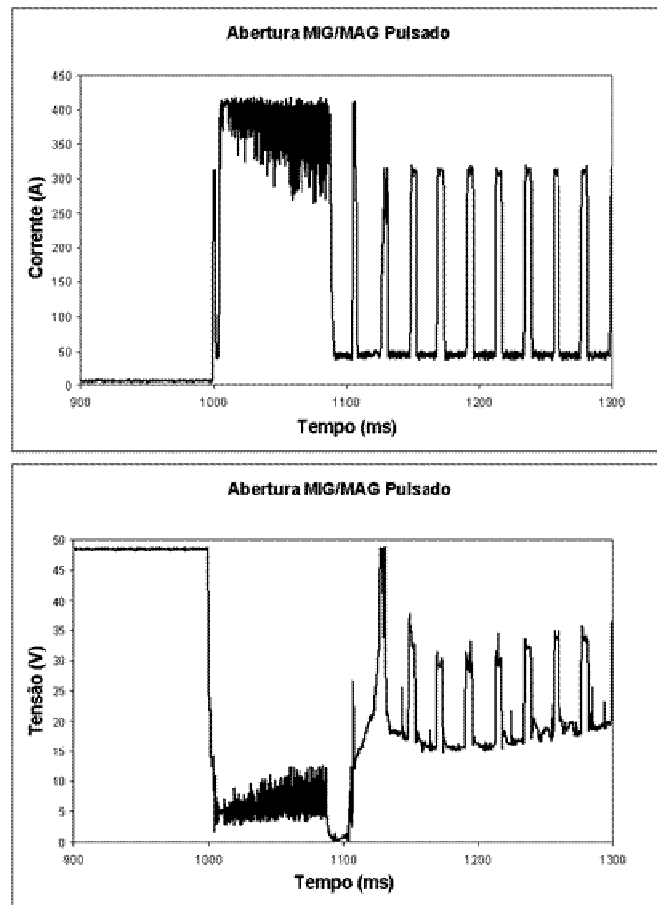 Abertura MIG/MAG Pulsado
450
400
350
300
250
200
150
100
50
0
Corrente (A)
900 1000 1100 1200 1300
Tempo (ms)
Abertura MIG/MAG Pulsado
50
45
40
35
30
25
20
15
10
5
0
Tensão (V)
900 1000 1100 1200 1300
Tempo (ms)